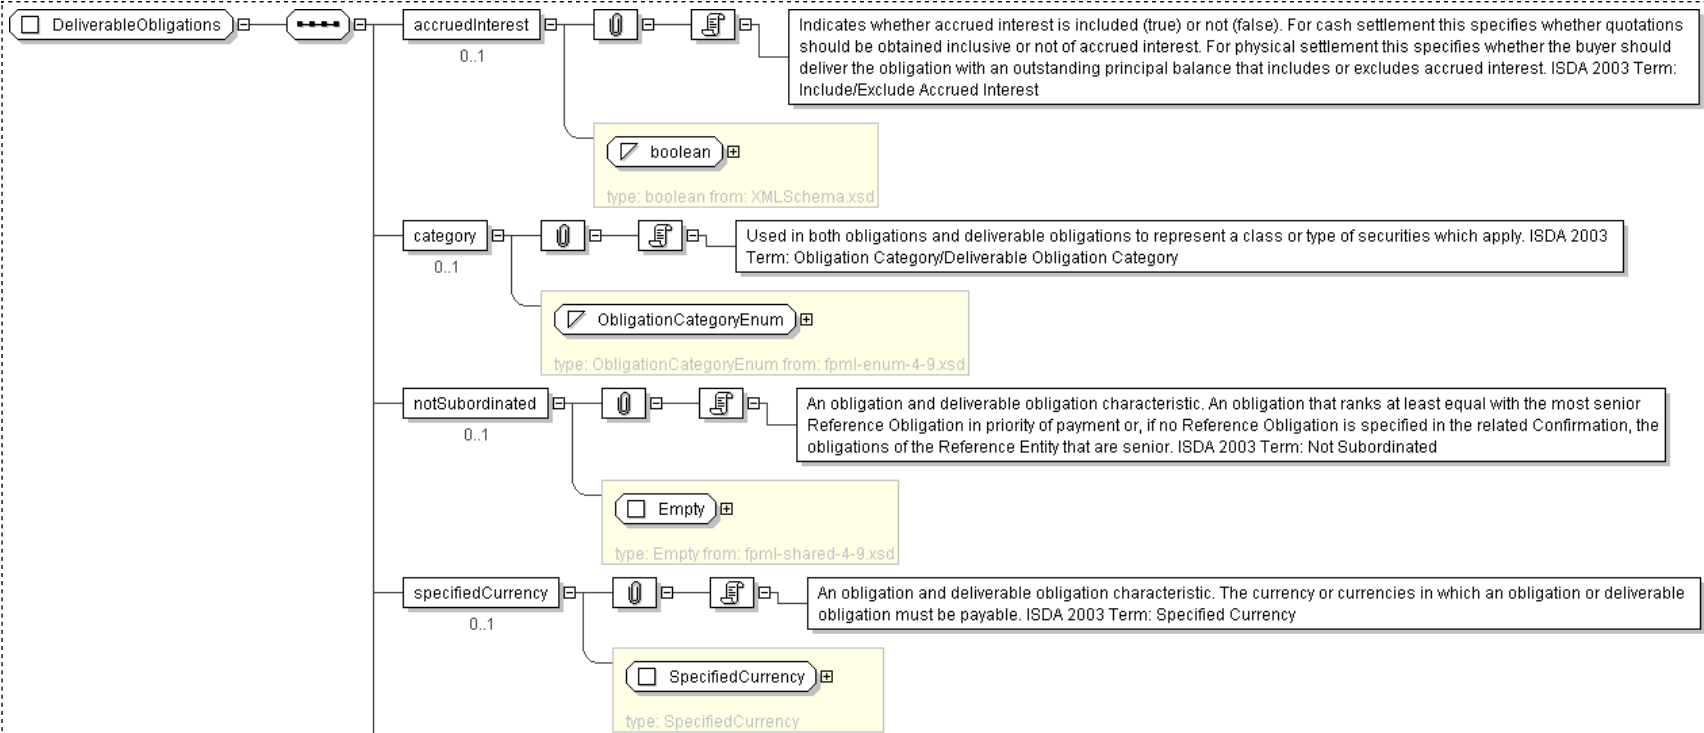 DeliverableObligations
accruedInterest
0..1
Indicates whether accrued interest is included (true) or not (false). For cash settlement this specifies whether quotations
should be obtained inclusive or not of accrued interest. For physical settlement this specifies whether the buyer should
deliver the obligation with an outstanding principal balance that includes or excludes accrued interest. ISDA 2003 Term:
Include/Exclude Accrued Interest
boolean
type: boolean from: XMLSchema.xsd
category
0..1
Used in both obligations and deliverable obligations to represent a class or type of securities which apply. ISDA 2003
Term: Obligation Category/Deliverable Obligation Category
ObligationCategoryEnum
type: ObligationCategoryEnum from: fpml-enum-4-9.xsd
notSubordinated
0..1
An obligation and deliverable obligation characteristic. An obligation that ranks at least equal with the most senior
Reference Obligation in priority of payment or, if no Reference Obligation is specified in the related Confirmation, the
obligations of the Reference Entity that are senior. ISDA 2003 Term: Not Subordinated
Empty
type: Empty from: fpml-shared-4-9.xsd
specifiedCurrency
0..1
An obligation and deliverable obligation characteristic. The currency or currencies in which an obligation or deliverable
obligation must be payable. ISDA 2003 Term: Specified Currency
SpecifiedCurrency
type: SpecifiedCurrency